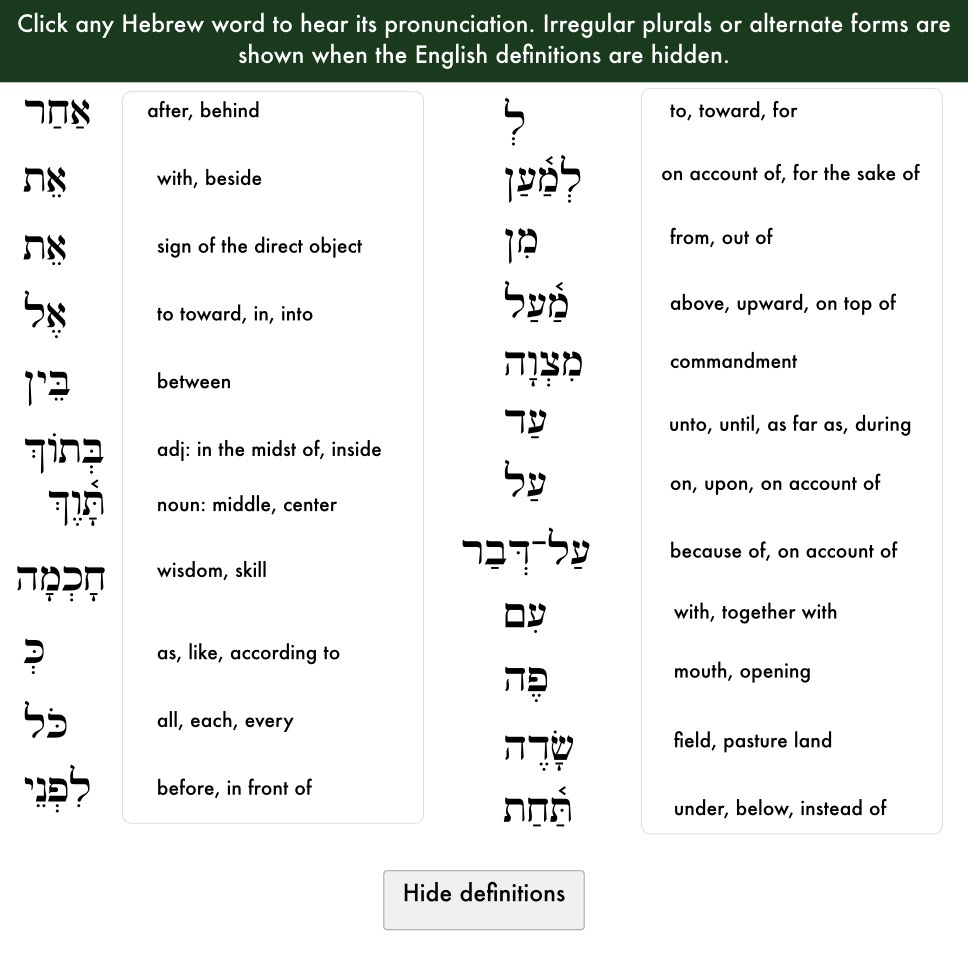 Click any Hebrew word to hear its pronunciation. Irregular plurals or alternate forms are
shown when the English definitions are hidden.
אַחַר after, behind
אֵת with, beside
אֵת sign of the direct object
אֶל to toward, in, into
בֵּין between
בְּתוֹךְ adj: in the midst of, inside
תָּ֫וֶךְ noun: middle, center
חָכְמָה wisdom, skill
כְּ as, like, according to
כֹּל all, each, every
לִפְנֵי before, in front of
לְ to, toward, for
לְמַ֫עַן on account of, for the sake of
מִן from, out of
מַ֫עַל above, upward, on top of
מִצְוָה commandment
עַד unto, until, as far as, during
עַל on, upon, on account of
עַל־דְּבַר because of, on account of
עִם with, together with
פֶּה mouth, opening
שָׂדֶה field, pasture land
תַּ֫חַת under, below, instead of
Hide definitions